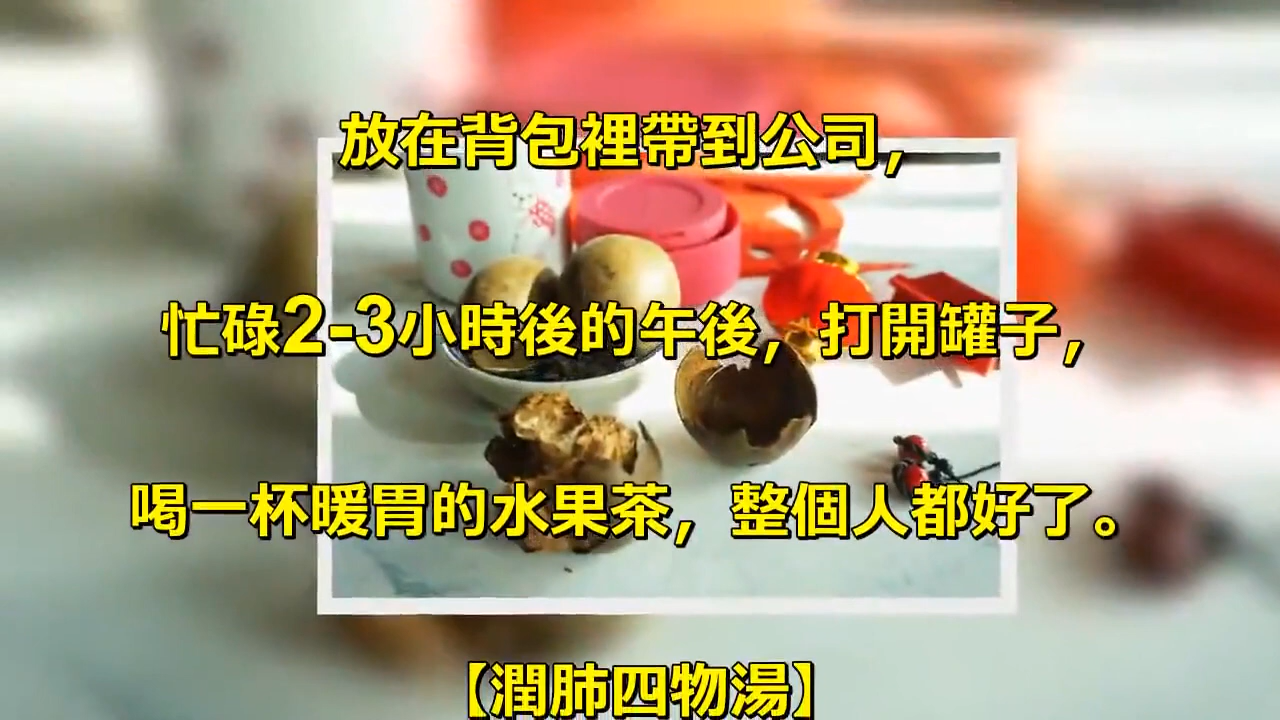 放在背包裡帶到公司，
忙碌2-3小時後的午後，打開罐子，
喝一杯暖胃的水果茶，整個人都好了。
【潤肺四物湯】